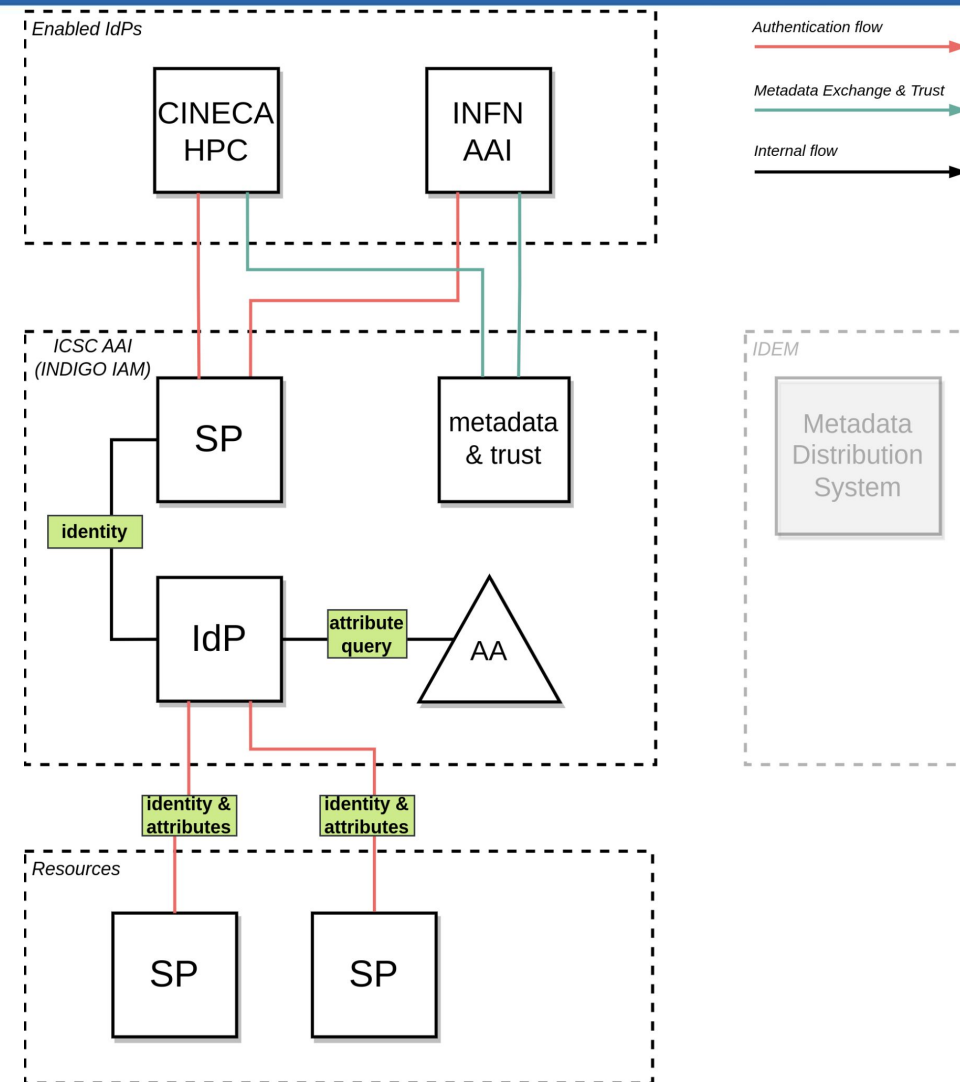 Enabled IdPs
CINECA
HPC
INFN
AAI
Authentication flow
Metadata Exchange & Trust
Internal flow
ICSC AAI
(INDIGO IAM)
SP
metadata
& trust
IDEM
Metadata
Distribution
System
identity
IdP
attribute
query
AA
identity &
attributes
identity &
attributes
Resources
SP
SP